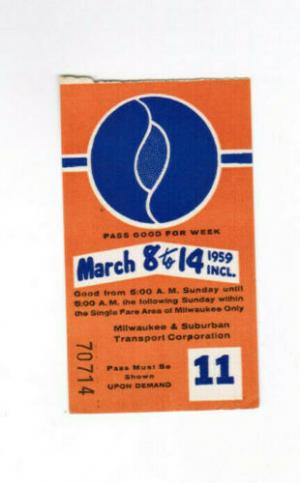 PASS GOOD FOR WEEK
March 8 to 14 1959 INCL.
Good from 5:00 A. M. Sunday until
5:00 A. M. the following Sunday within
the Single Fare Area of Milwaukee Only
Milwaukee & Suburban
Transport Corporation
70714
Pass Must Be
Shown
UPON DEMAND
11